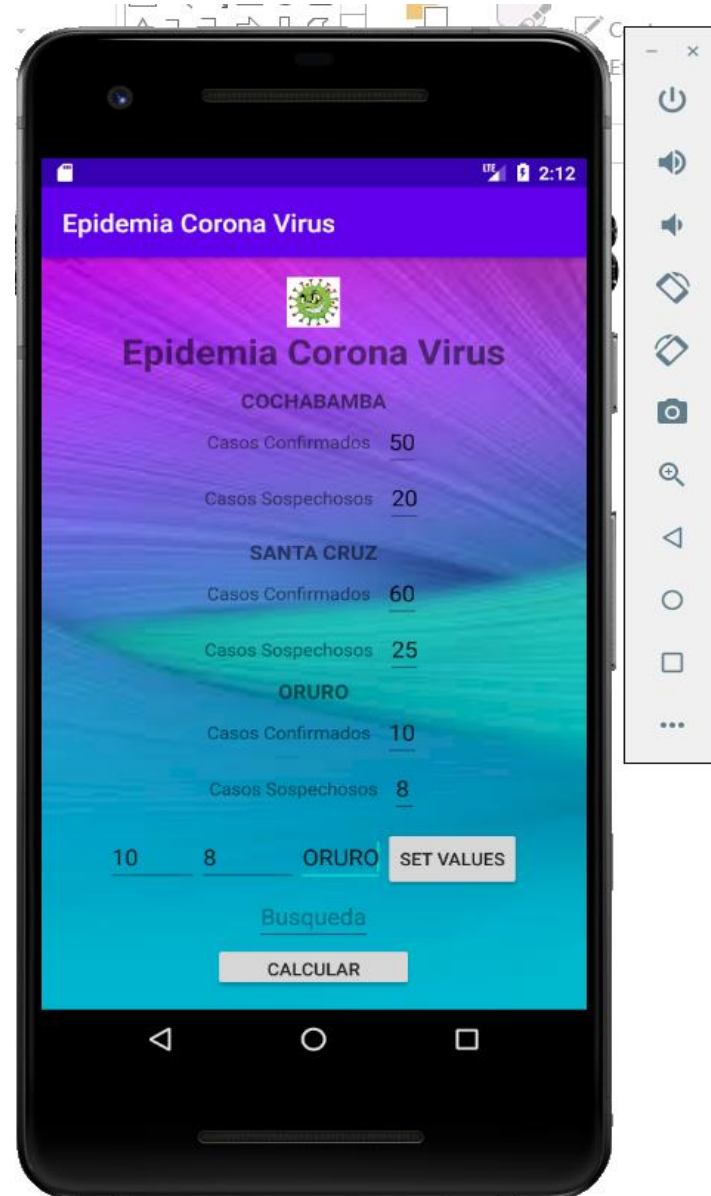 LTE 2:12
Epidemia Corona Virus
Epidemia Corona Virus
COCHABAMBA
Casos Confirmados 50
Casos Sospechosos 20
SANTA CRUZ
Casos Confirmados 60
Casos Sospechosos 25
ORURO
Casos Confirmados 10
Casos Sospechosos 8
10 8 ORURO SET VALUES
Busqueda
CALCULAR